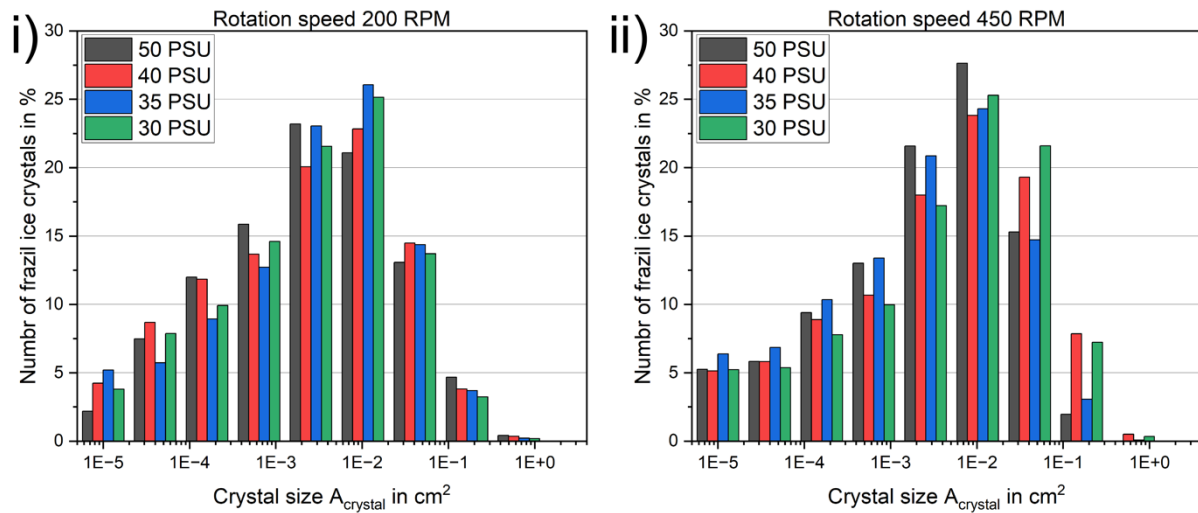 i)
Rotation speed 200 RPM
50 PSU
40 PSU
35 PSU
30 PSU
30
25
20
15
10
5
0
Numbr of frazil ice crystals in %
1E−5 1E−4 1E−3 1E−2 1E−1 1E+0
Crystal size A_crystal in cm²
ii)
Rotation speed 450 RPM
50 PSU
40 PSU
35 PSU
30 PSU
30
25
20
15
10
5
0
Number of frazil ice crystals in %
1E−5 1E−4 1E−3 1E−2 1E−1 1E+0
Crystal size A_crystal in cm²